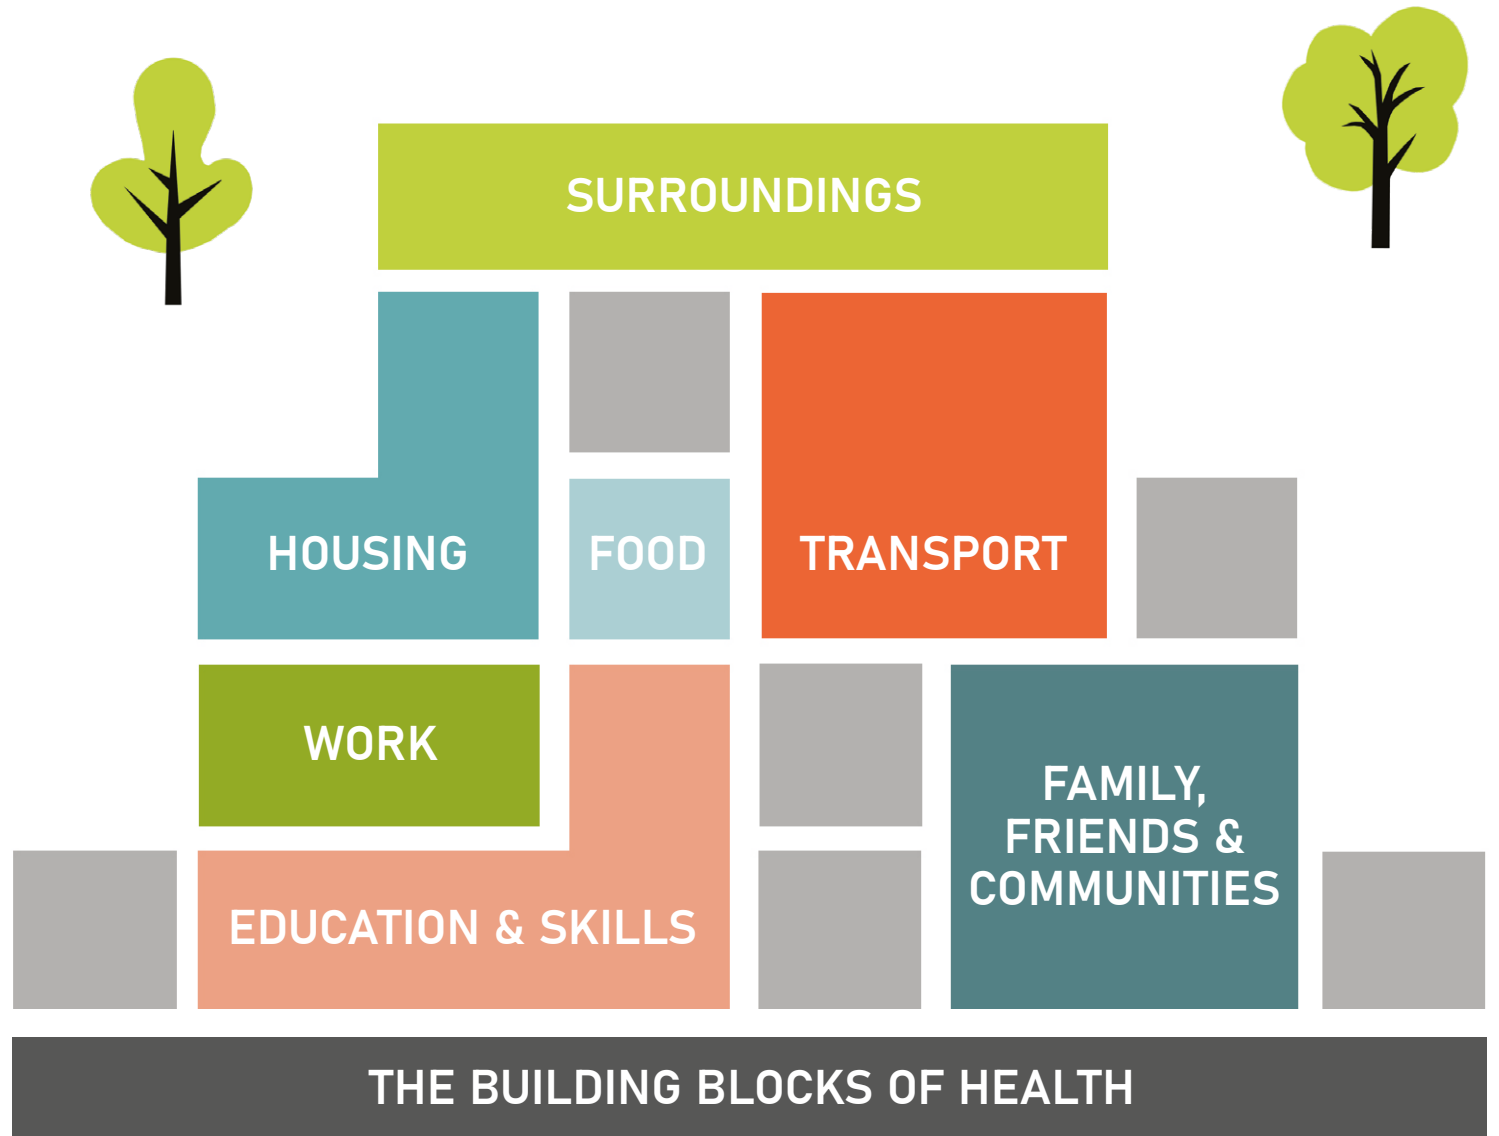 SURROUNDINGS
HOUSING
FOOD
TRANSPORT
WORK
FAMILY,
FRIENDS &
COMMUNITIES
EDUCATION & SKILLS
THE BUILDING BLOCKS OF HEALTH